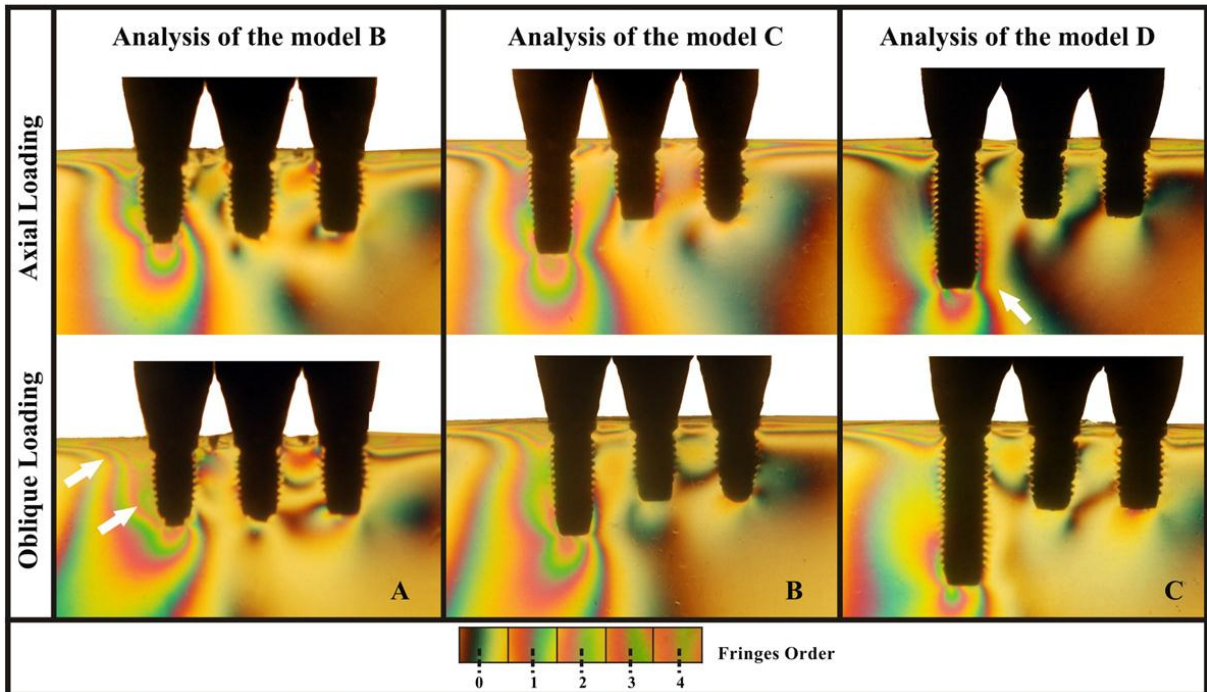 Analysis of the model B
Analysis of the model C
Analysis of the model D
Axial Loading
Oblique Loading
A
B
C
Fringes Order
0 1 2 3 4